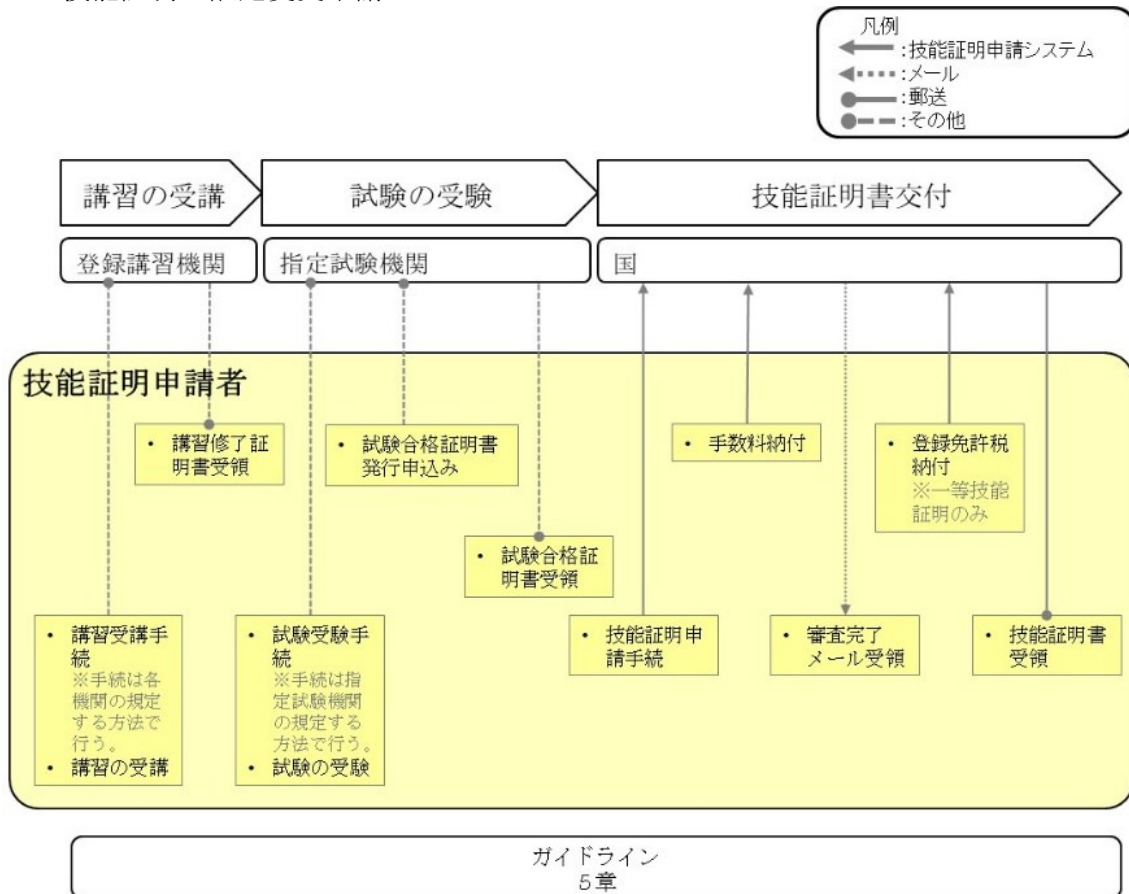 凡例
:技能証明申請システム
:メール
:郵送
:その他
講習の受講
試験の受験
技能証明書交付
登録講習機関
指定試験機関
国
技能証明申請者
・ 講習修了証
明書受領
・ 試験合格証明書
発行申込み
・ 手数料納付
・ 登録免許税
納付
※一等技能
証明のみ
・ 試験合格証
明書受領
・ 講習受講手
続
※手続は各
機関の規定
する方法で
行う。
・ 講習の受講
・ 試験受験手
続
※手続は指
定試験機関
の規定する
方法で行う。
・ 試験の受験
・ 技能証明申
請手続
・ 審査完了
メール受領
・ 技能証明書
受領
ガイドライン
5章